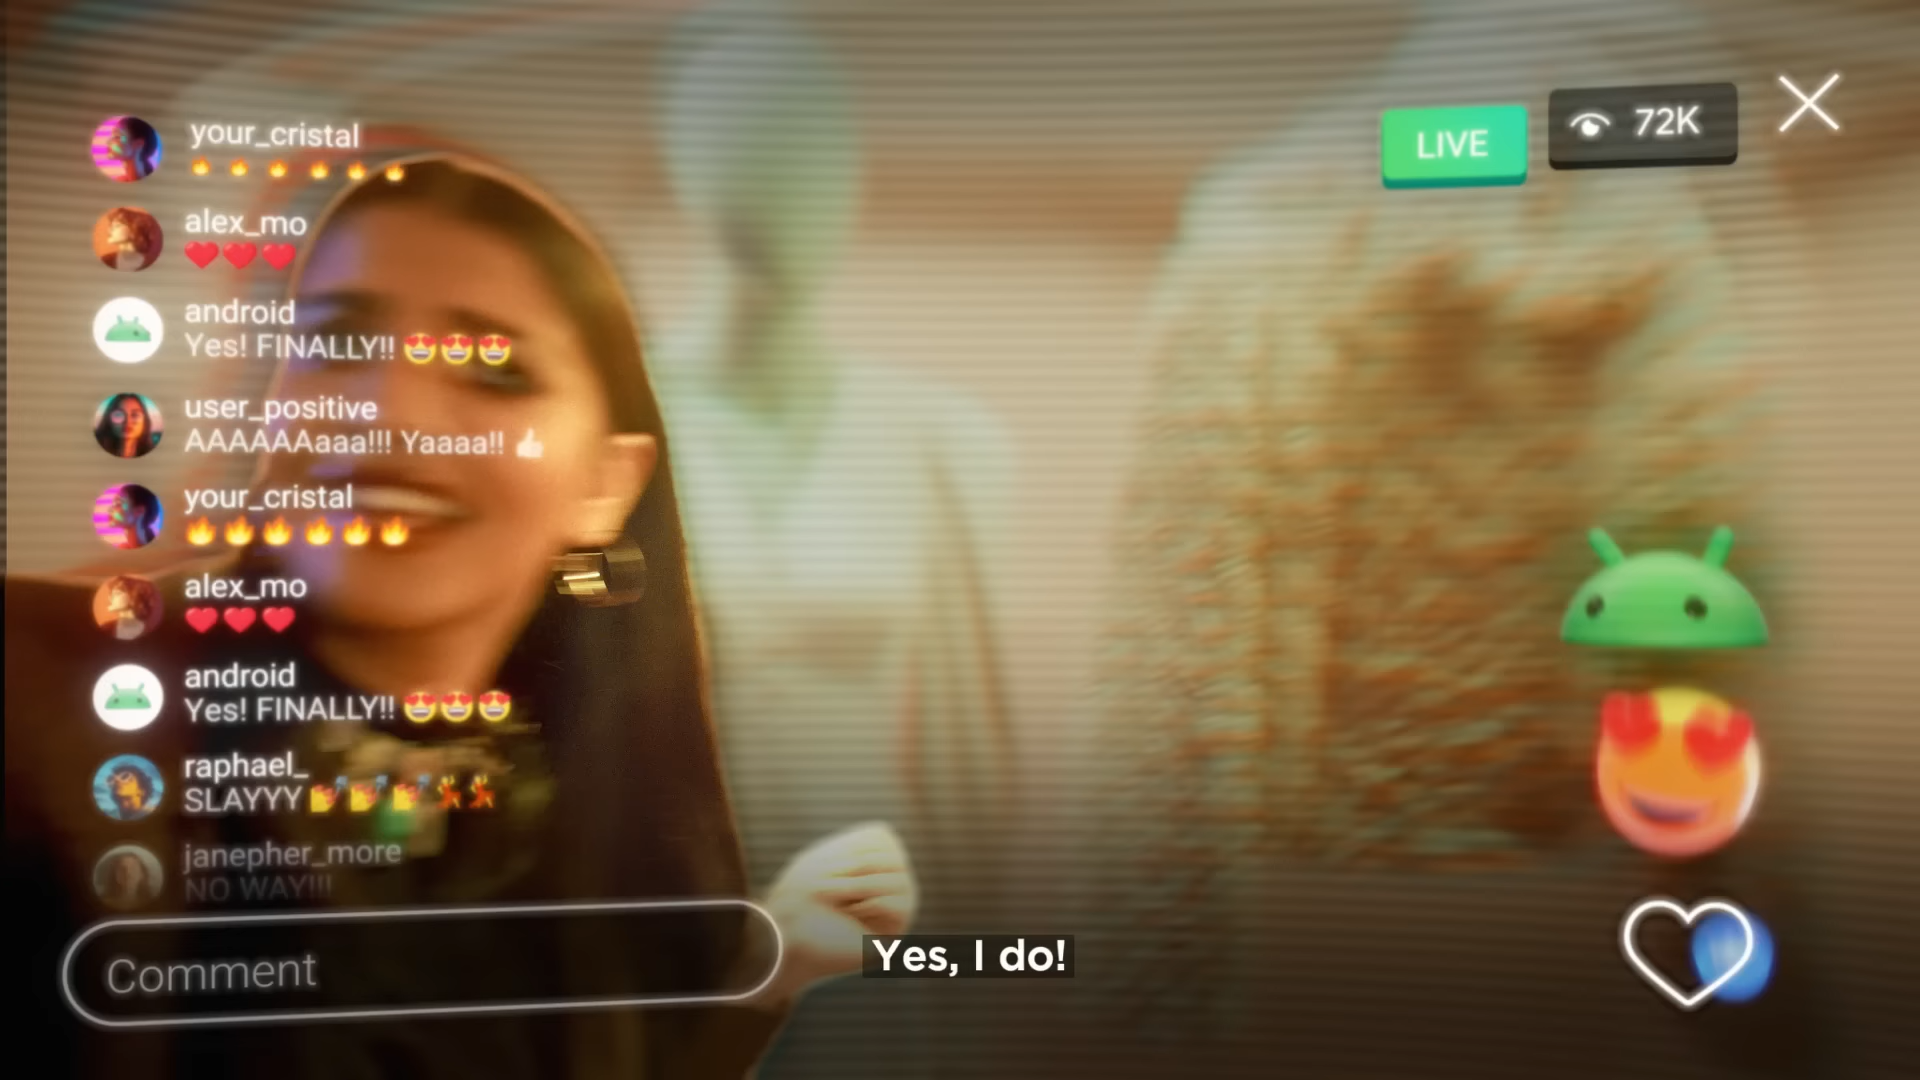 your_cristal
🔥🔥🔥🔥🔥🔥
alex_mo
❤️❤️❤️
android
Yes! FINALLY!! 😍😍😍
user_positive
AAAAAAaaa!!! Yaaaa!! 👍
your_cristal
🔥🔥🔥🔥🔥🔥
alex_mo
❤️❤️❤️
android
Yes! FINALLY!! 😍😍😍
raphael_
SLAYYY 💅💅💅💃💃
janepher_more
NO WAY!!!
Comment
LIVE
72K
Yes, I do!